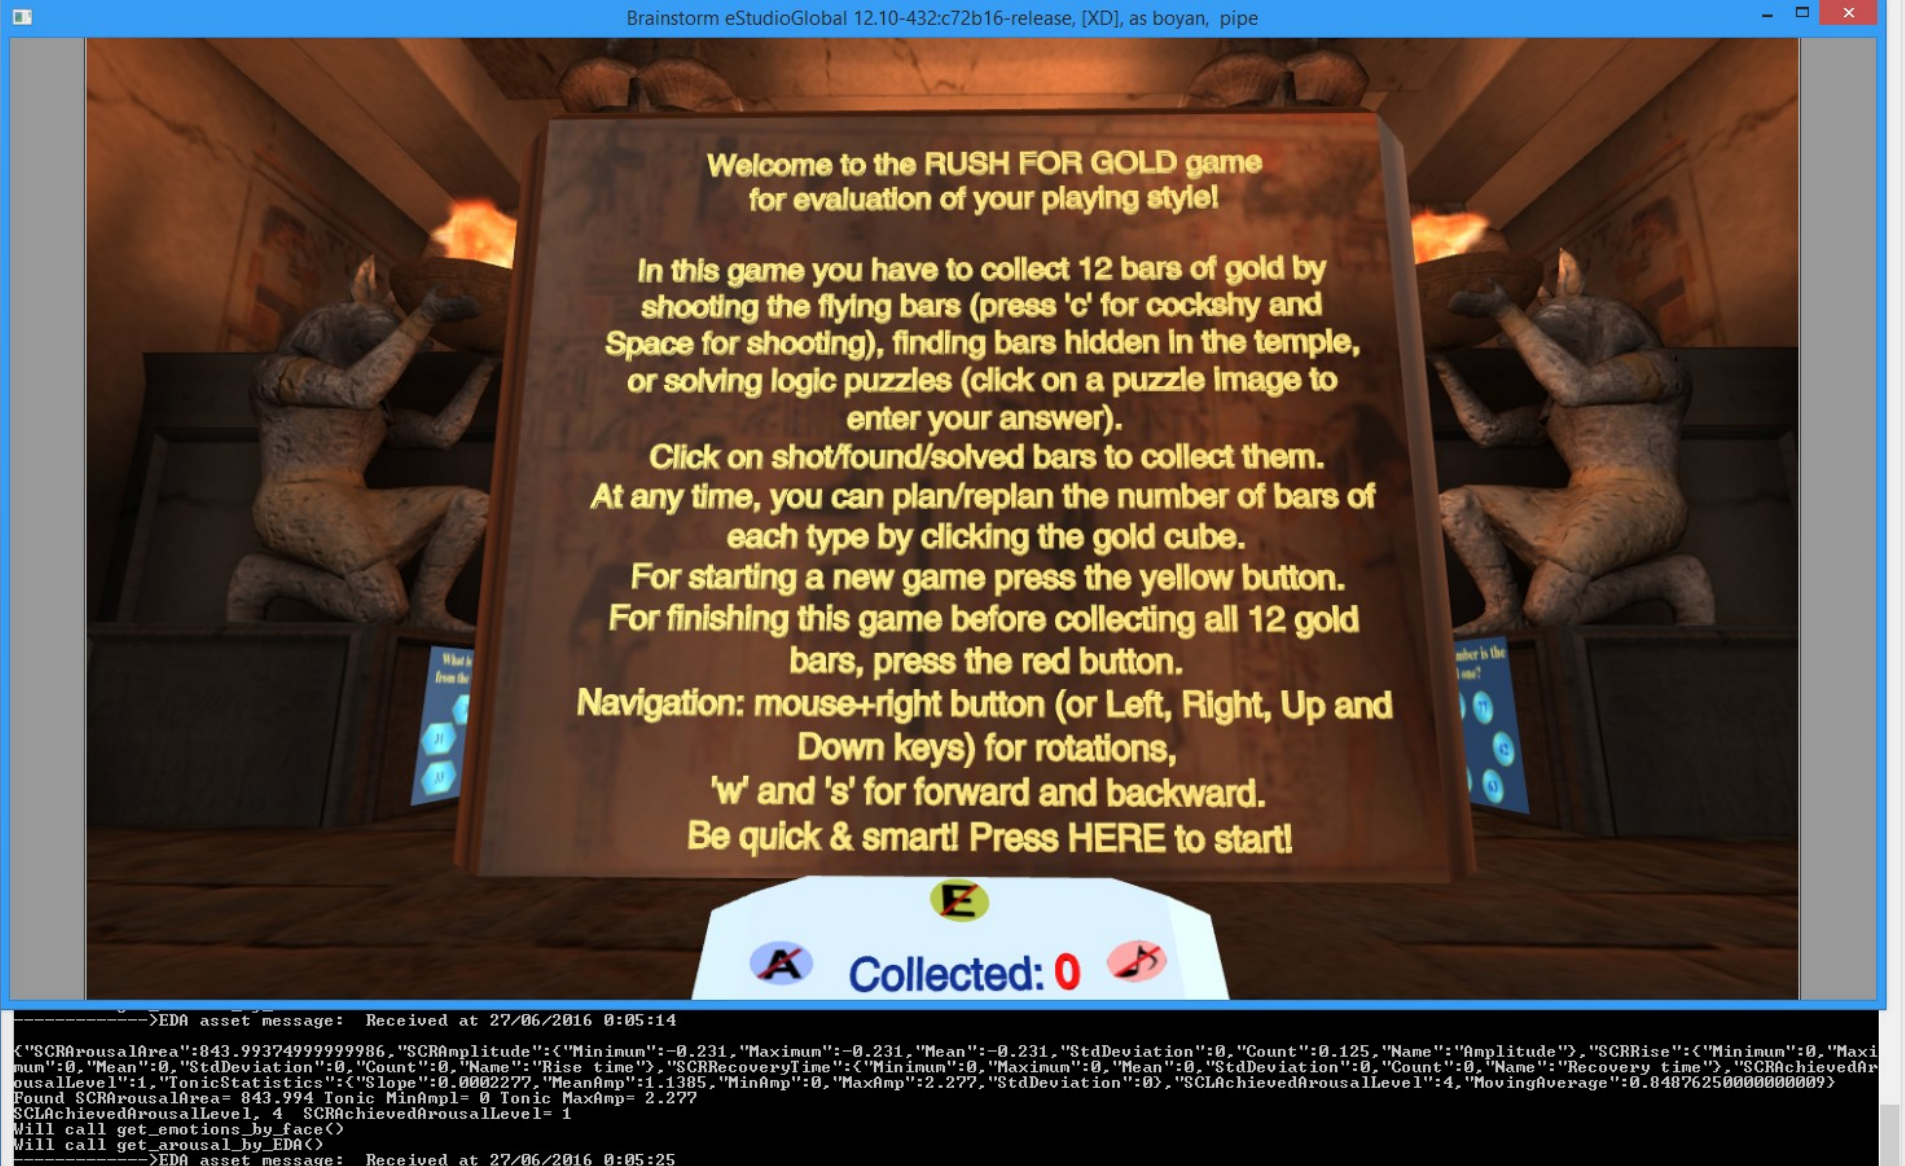 Brainstorm eStudioGlobal 12.10-432:c72b16-release, [XD], as boyan, pipe
Welcome to the RUSH FOR GOLD game
for evaluation of your playing style!
In this game you have to collect 12 bars of gold by
shooting the flying bars (press 'c' for cockshy and
Space for shooting), finding bars hidden in the temple,
or solving logic puzzles (click on a puzzle image to
enter your answer).
Click on shot/found/solved bars to collect them.
At any time, you can plan/replan the number of bars of
each type by clicking the gold cube.
For starting a new game press the yellow button.
For finishing this game before collecting all 12 gold
bars, press the red button.
Navigation: mouse+right button (or Left, Right, Up and
Down keys) for rotations,
'w' and 's' for forward and backward.
Be quick & smart! Press HERE to start!
What is
from the
mber is the
one?
77
42
63
E
A
Collected: 0
------------->EDA asset message:  Received at 27/06/2016 0:05:14
{"SCRArousalArea":843.99374999999986,"SCRAmplitude":{"Minimum":-0.231,"Maximum":-0.231,"Mean":-0.231,"StdDeviation":0,"Count":0.125,"Name":"Amplitude"},"SCRRise":{"Minimum":0,"Maxi
mum":0,"Mean":0,"StdDeviation":0,"Count":0,"Name":"Rise time"},"SCRRecoveryTime":{"Minimum":0,"Maximum":0,"Mean":0,"StdDeviation":0,"Count":0,"Name":"Recovery time"},"SCRAchievedAr
ousalLevel":1,"TonicStatistics":{"Slope":0.0002277,"MeanAmp":1.1385,"MinAmp":0,"MaxAmp":2.277,"StdDeviation":0},"SCLAchievedArousalLevel":4,"MovingAverage":0.84876250000000009}
Found SCRArousalArea= 843.994 Tonic MinAmpl= 0 Tonic MaxAmp= 2.277
SCLAchievedArousalLevel, 4  SCRAchievedArousalLevel= 1
Will call get_emotions_by_face()
Will call get_arousal_by_EDA()
------------->EDA asset message:  Received at 27/06/2016 0:05:25